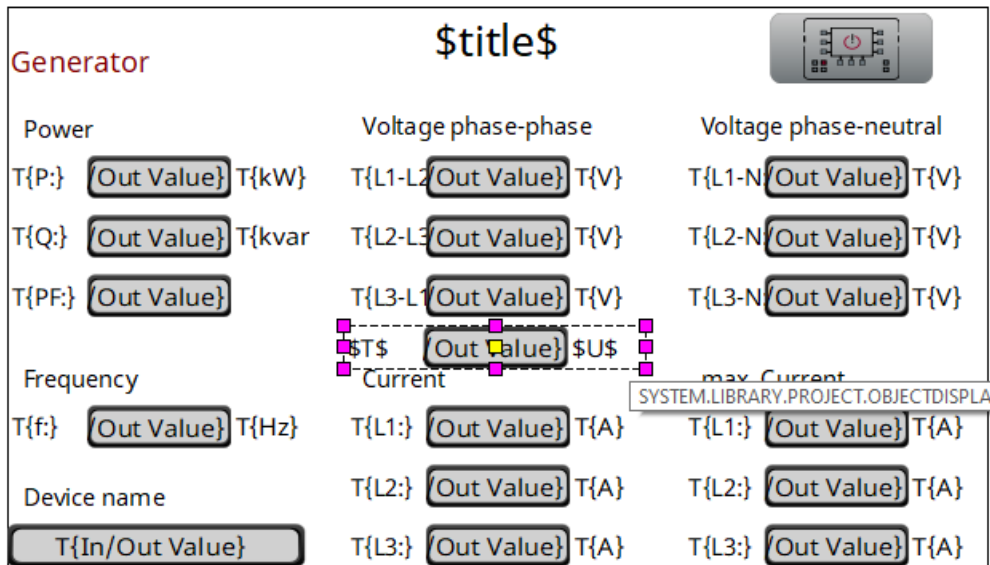 $title$
Generator
Power
Voltage phase-phase
Voltage phase-neutral
T{P:} /Out Value} T{kW}
T{L1-L2 /Out Value} T{V}
T{L1-N: /Out Value} T{V}
T{Q:} /Out Value} T{kvar
T{L2-L3 /Out Value} T{V}
T{L2-N: /Out Value} T{V}
T{PF:} /Out Value}
T{L3-L1 /Out Value} T{V}
T{L3-N: /Out Value} T{V}
$T$ /Out Value} $U$
Frequency
Current
max. Current
SYSTEM.LIBRARY.PROJECT.OBJECTDISPLA
T{f:} /Out Value} T{Hz}
T{L1:} /Out Value} T{A}
T{L1:} /Out Value} T{A}
Device name
T{L2:} /Out Value} T{A}
T{L2:} /Out Value} T{A}
T{In/Out Value}
T{L3:} /Out Value} T{A}
T{L3:} /Out Value} T{A}